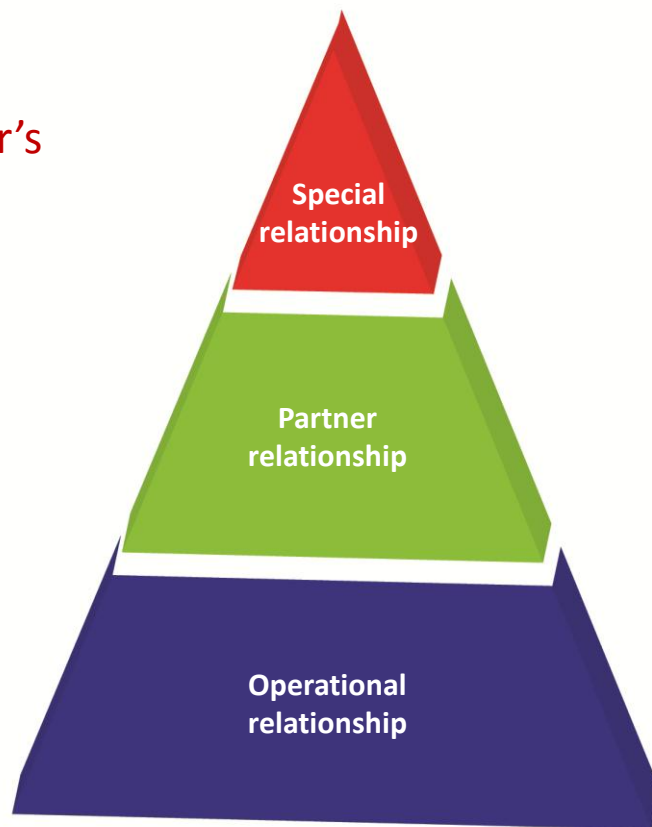 r’s
Special
relationship
Partner
relationship
Operational
relationship